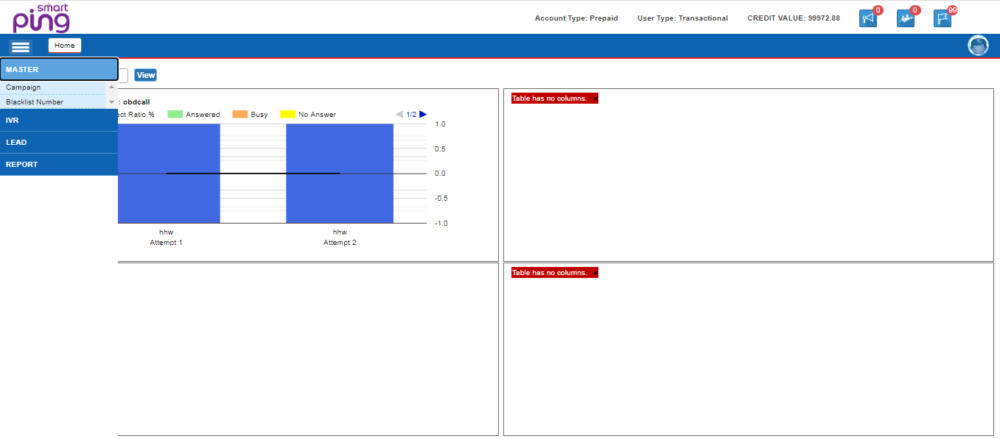 smart
ping
Account Type: Prepaid User Type: Transactional CREDIT VALUE: 99972.88 0 0 99
Home
MASTER
View
Campaign
Blacklist Number
IVR
LEAD
REPORT
: obdcall
ect Ratio % Answered Busy No Answer 1/2
1.0
0.5
0.0
-0.5
-1.0
hhw hhw
Attempt 1 Attempt 2
Table has no columns. ×
Table has no columns. ×